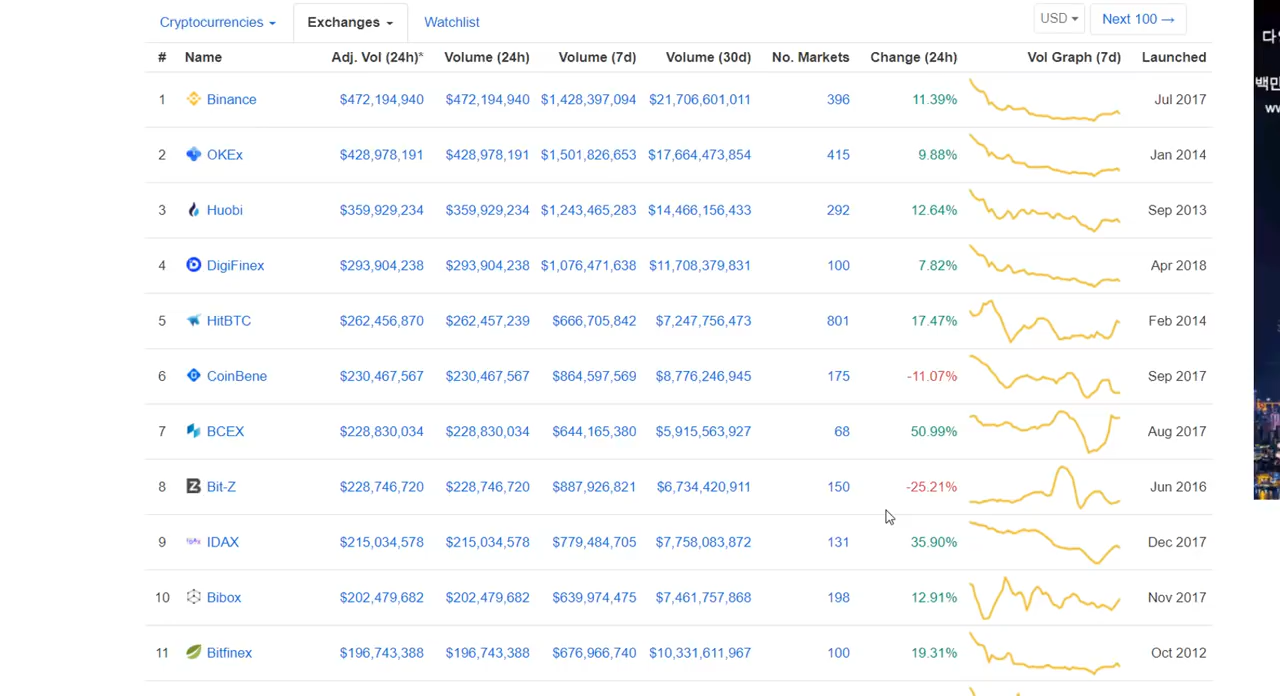 Cryptocurrencies Exchanges Watchlist USD Next 100 →
# Name Adj. Vol (24h)* Volume (24h) Volume (7d) Volume (30d) No. Markets Change (24h) Vol Graph (7d) Launched
1 Binance $472,194,940 $472,194,940 $1,428,397,094 $21,706,601,011 396 11.39% Jul 2017
2 OKEx $428,978,191 $428,978,191 $1,501,826,653 $17,664,473,854 415 9.88% Jan 2014
3 Huobi $359,929,234 $359,929,234 $1,243,465,283 $14,466,156,433 292 12.64% Sep 2013
4 DigiFinex $293,904,238 $293,904,238 $1,076,471,638 $11,708,379,831 100 7.82% Apr 2018
5 HitBTC $262,456,870 $262,457,239 $666,705,842 $7,247,756,473 801 17.47% Feb 2014
6 CoinBene $230,467,567 $230,467,567 $864,597,569 $8,776,246,945 175 -11.07% Sep 2017
7 BCEX $228,830,034 $228,830,034 $644,165,380 $5,915,563,927 68 50.99% Aug 2017
8 Bit-Z $228,746,720 $228,746,720 $887,926,821 $6,734,420,911 150 -25.21% Jun 2016
9 IDAX $215,034,578 $215,034,578 $779,484,705 $7,758,083,872 131 35.90% Dec 2017
10 Bibox $202,479,682 $202,479,682 $639,974,475 $7,461,757,868 198 12.91% Nov 2017
11 Bitfinex $196,743,388 $196,743,388 $676,966,740 $10,331,611,967 100 19.31% Oct 2012